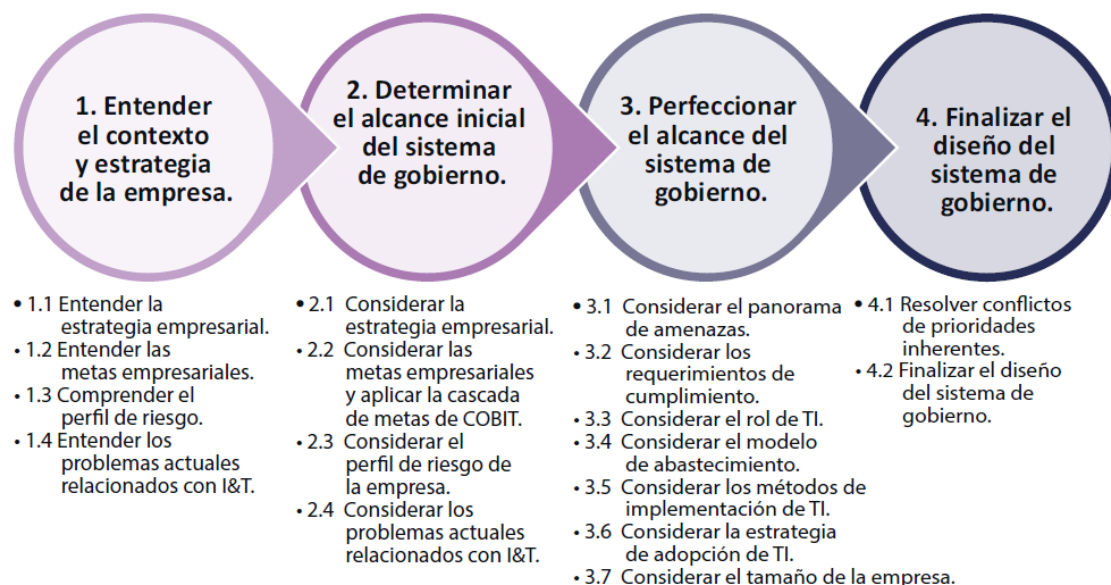 1. Entender
el contexto
y estrategia
de la empresa.
2. Determinar
el alcance inicial
del sistema
de gobierno.
3. Perfeccionar
el alcance del
sistema de
gobierno.
4. Finalizar el
diseño del
sistema de
gobierno.
• 1.1 Entender la
estrategia empresarial.
• 1.2 Entender las
metas empresariales.
• 1.3 Comprender el
perfil de riesgo.
• 1.4 Entender los
problemas actuales
relacionados con I&T.
• 2.1 Considerar la
estrategia empresarial.
• 2.2 Considerar las
metas empresariales
y aplicar la cascada
de metas de COBIT.
• 2.3 Considerar el
perfil de riesgo de
la empresa.
• 2.4 Considerar los
problemas actuales
relacionados con I&T.
• 3.1 Considerar el panorama
de amenazas.
• 3.2 Considerar los
requerimientos de
cumplimiento.
• 3.3 Considerar el rol de TI.
• 3.4 Considerar el modelo
de abastecimiento.
• 3.5 Considerar los métodos de
implementación de TI.
• 3.6 Considerar la estrategia
de adopción de TI.
• 3.7 Considerar el tamaño de la empresa.
• 4.1 Resolver conflictos
de prioridades
inherentes.
• 4.2 Finalizar el diseño
del sistema de
gobierno.